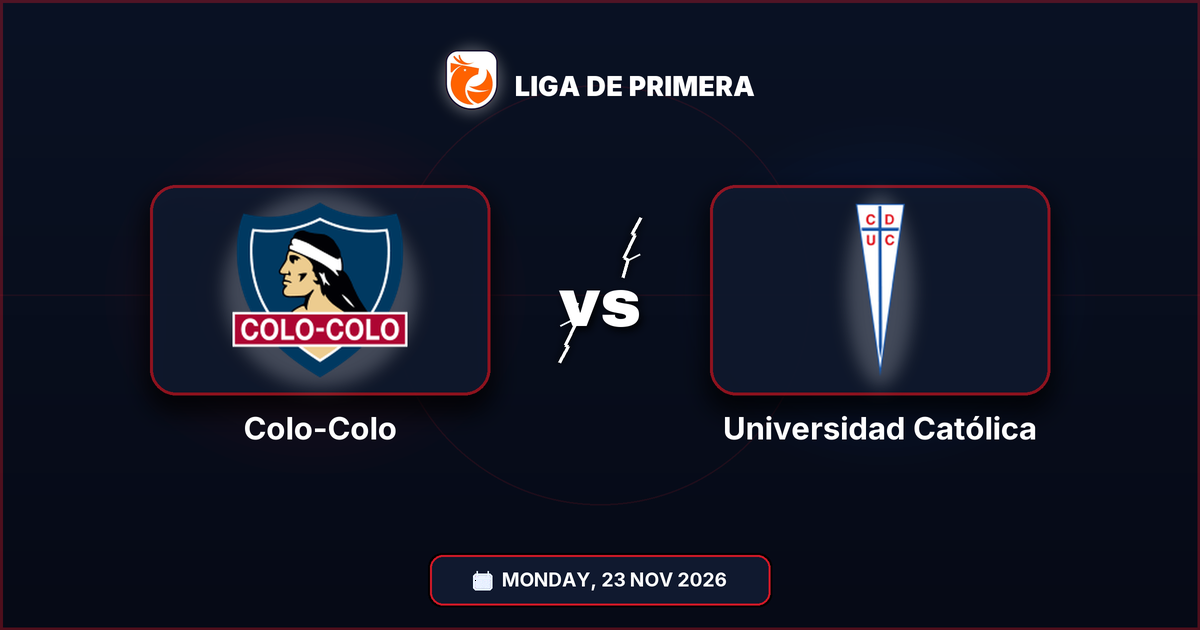 LIGA DE PRIMERA
COLO-COLO
VS
C D
U C
Colo-Colo
Universidad Católica
MONDAY, 23 NOV 2026